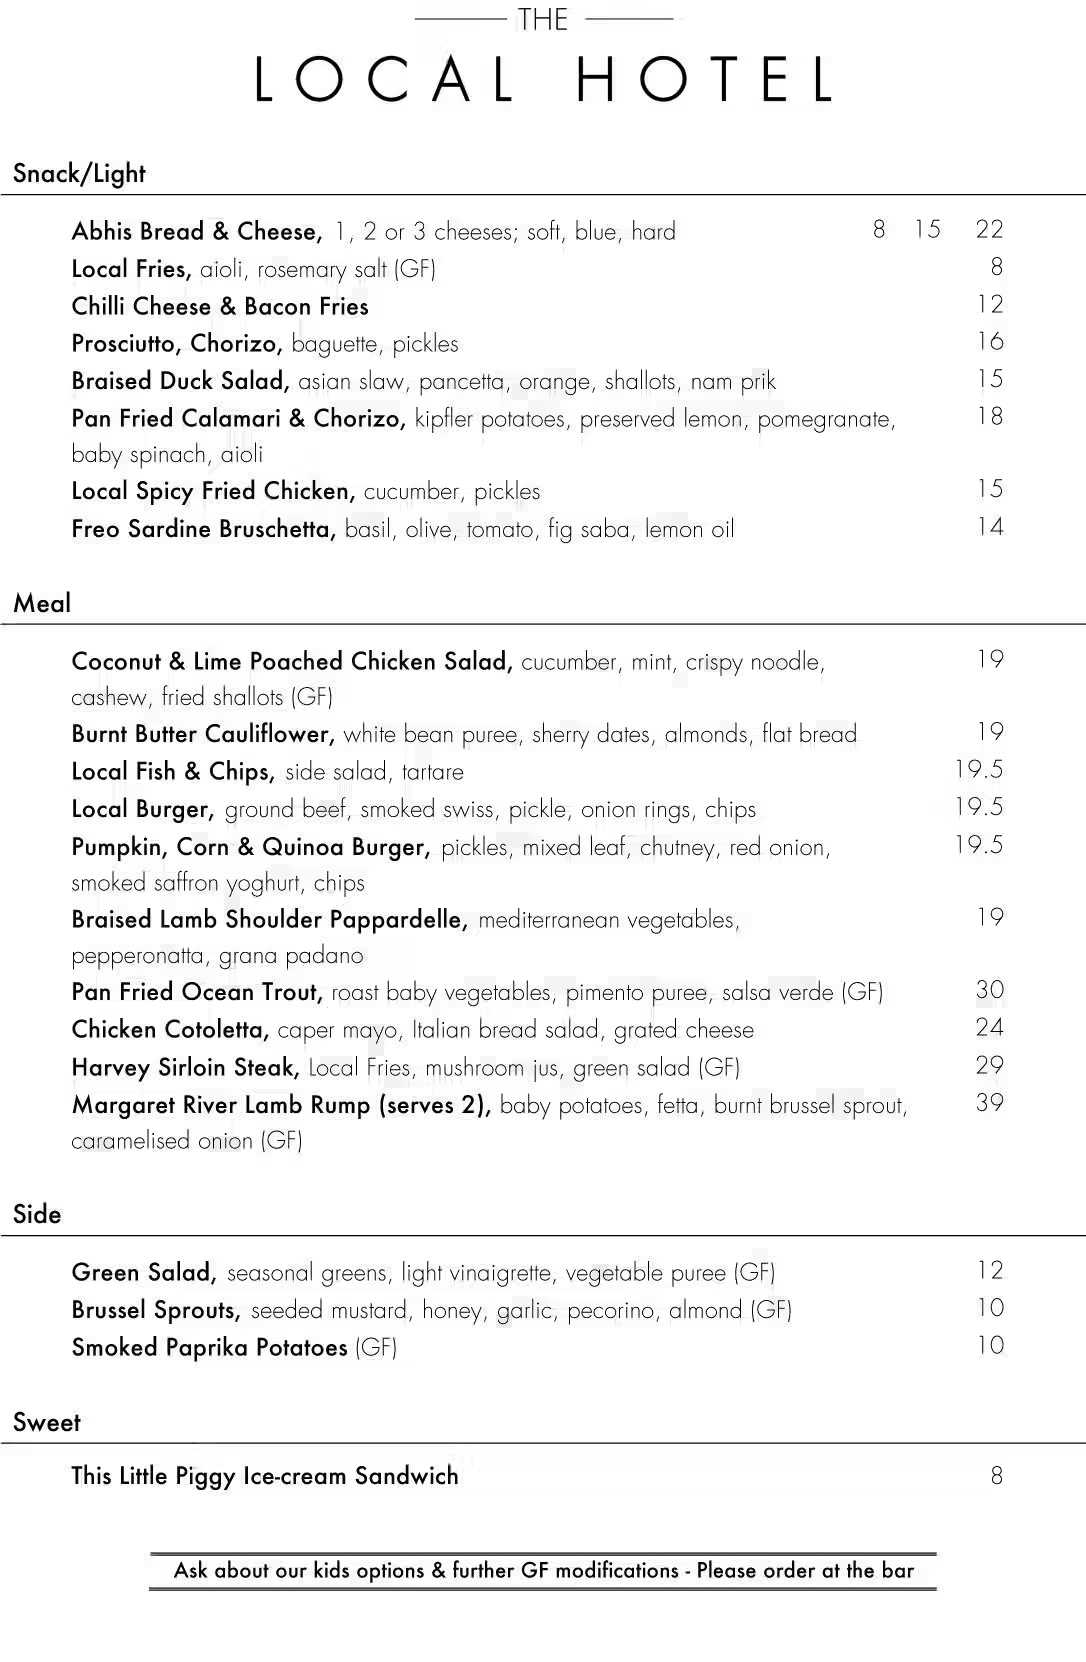 THE
LOCAL HOTEL
Snack/Light
Abhis Bread & Cheese, 1, 2 or 3 cheeses; soft, blue, hard 8 15 22
Local Fries, aioli, rosemary salt (GF) 8
Chilli Cheese & Bacon Fries 12
Prosciutto, Chorizo, baguette, pickles 16
Braised Duck Salad, asian slaw, pancetta, orange, shallots, nam prik 15
Pan Fried Calamari & Chorizo, kipfler potatoes, preserved lemon, pomegranate, 18
baby spinach, aioli
Local Spicy Fried Chicken, cucumber, pickles 15
Freo Sardine Bruschetta, basil, olive, tomato, fig saba, lemon oil 14
Meal
Coconut & Lime Poached Chicken Salad, cucumber, mint, crispy noodle, 19
cashew, fried shallots (GF)
Burnt Butter Cauliflower, white bean puree, sherry dates, almonds, flat bread 19
Local Fish & Chips, side salad, tartare 19.5
Local Burger, ground beef, smoked swiss, pickle, onion rings, chips 19.5
Pumpkin, Corn & Quinoa Burger, pickles, mixed leaf, chutney, red onion, 19.5
smoked saffron yoghurt, chips
Braised Lamb Shoulder Pappardelle, mediterranean vegetables, 19
pepperonatta, grana padano
Pan Fried Ocean Trout, roast baby vegetables, pimento puree, salsa verde (GF) 30
Chicken Cotoletta, caper mayo, Italian bread salad, grated cheese 24
Harvey Sirloin Steak, Local Fries, mushroom jus, green salad (GF) 29
Margaret River Lamb Rump (serves 2), baby potatoes, fetta, burnt brussel sprout, 39
caramelised onion (GF)
Side
Green Salad, seasonal greens, light vinaigrette, vegetable puree (GF) 12
Brussel Sprouts, seeded mustard, honey, garlic, pecorino, almond (GF) 10
Smoked Paprika Potatoes (GF) 10
Sweet
This Little Piggy Ice-cream Sandwich 8
Ask about our kids options & further GF modifications - Please order at the bar